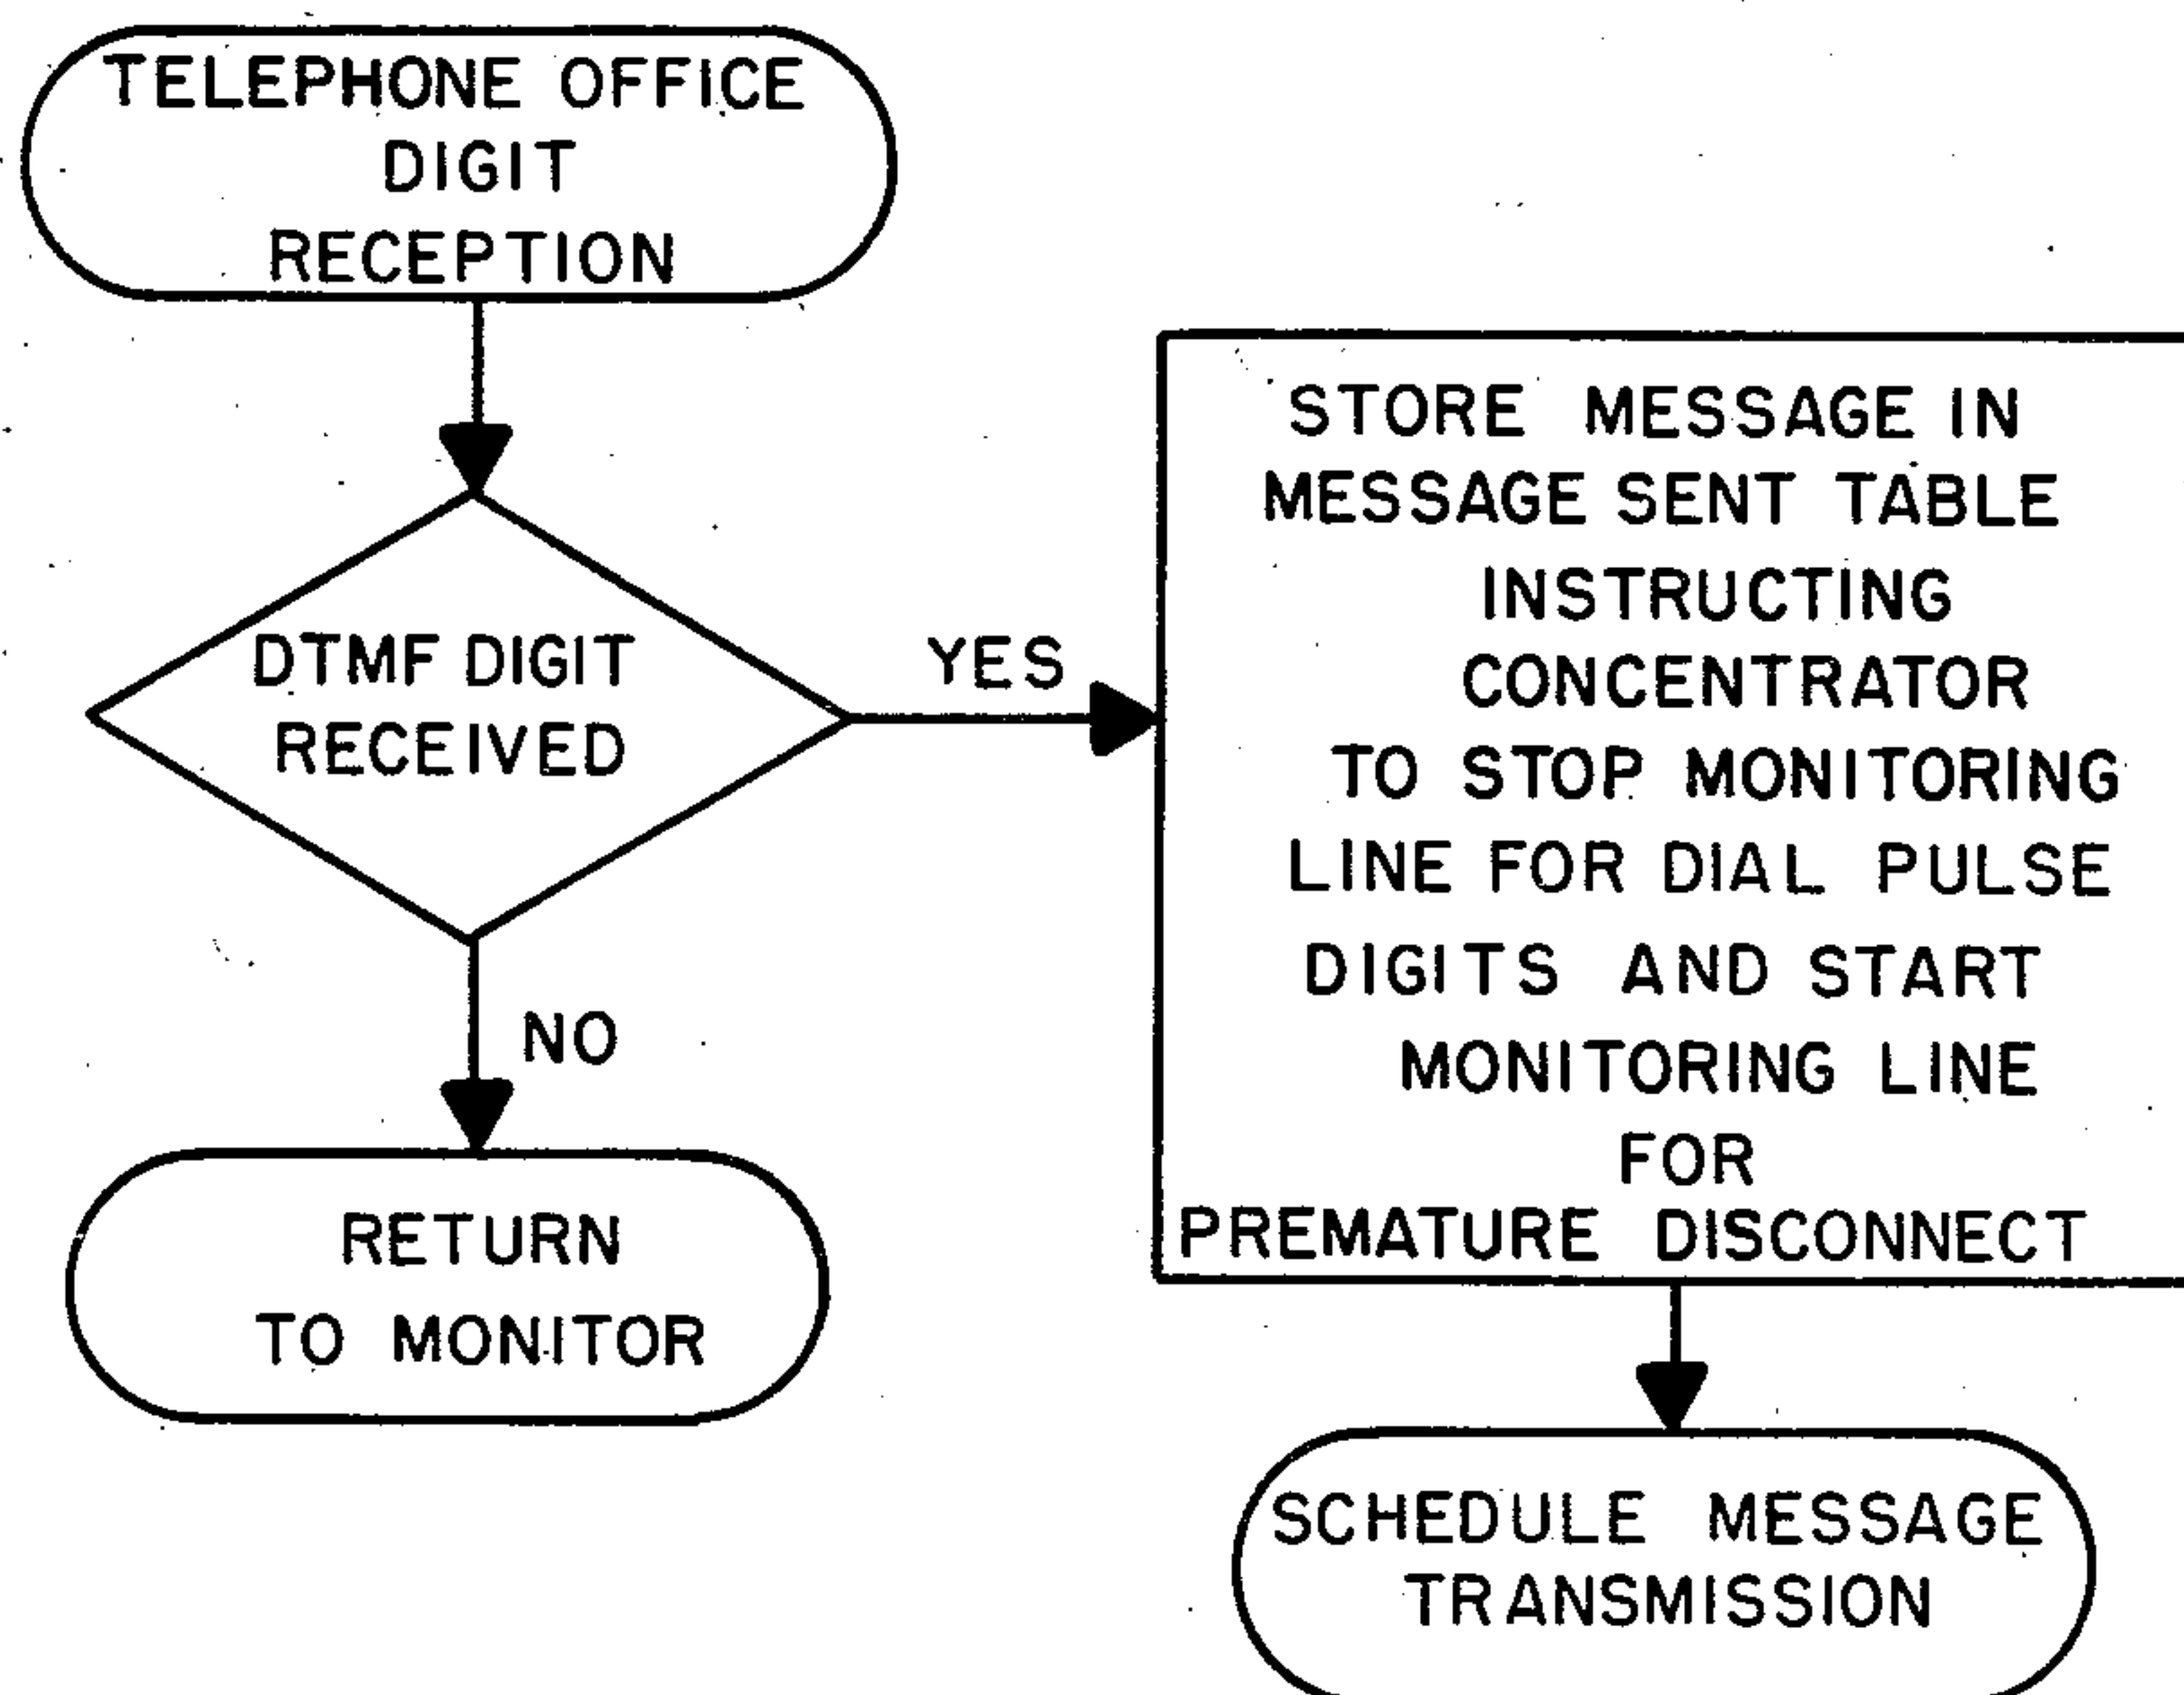 TELEPHONE OFFICE
DIGIT
RECEPTION
DTMF DIGIT
RECEIVED
YES
NO
RETURN
TO MONITOR
STORE MESSAGE IN
MESSAGE SENT TABLE
INSTRUCTING
CONCENTRATOR
TO STOP MONITORING
LINE FOR DIAL PULSE
DIGITS AND START
MONITORING LINE
FOR
PREMATURE DISCONNECT
SCHEDULE MESSAGE
TRANSMISSION